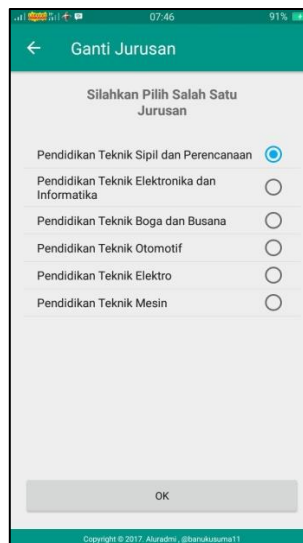 07:46
91%
Ganti Jurusan
Silahkan Pilih Salah Satu
Jurusan
Pendidikan Teknik Sipil dan Perencanaan
Pendidikan Teknik Elektronika dan
Informatika
Pendidikan Teknik Boga dan Busana
Pendidikan Teknik Otomotif
Pendidikan Teknik Elektro
Pendidikan Teknik Mesin
OK
Copyright © 2017. Aluradmi , @banukusuma11